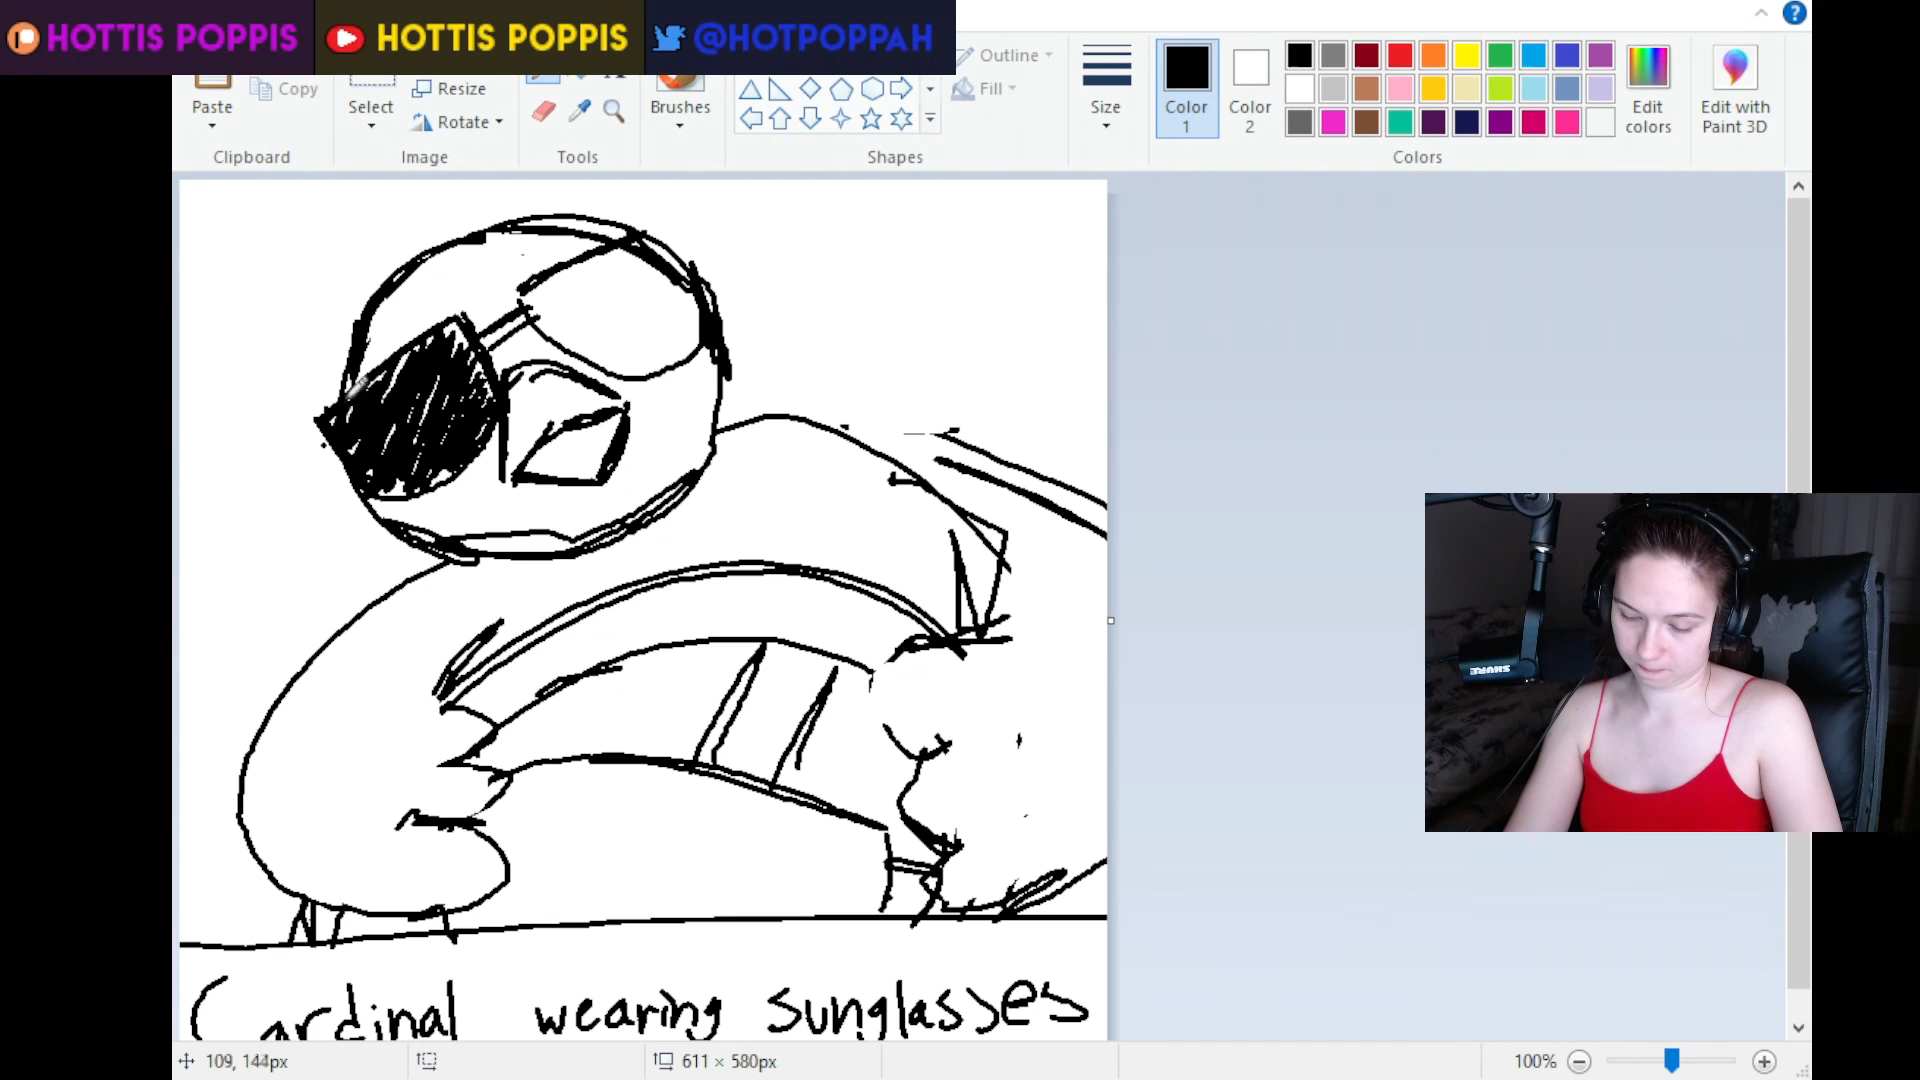 HOTTIS POPPIS HOTTIS POPPIS @HOTPOPPAH
Outline
Fill
Paste Copy
Select Resize
Rotate
Brushes
Size
Color 1
Color 2
Edit colors
Edit with Paint 3D
Clipboard Image Tools Shapes Colors
SHURE
Cardinal wearing sunglasses
109, 144px 611 × 580px 100%